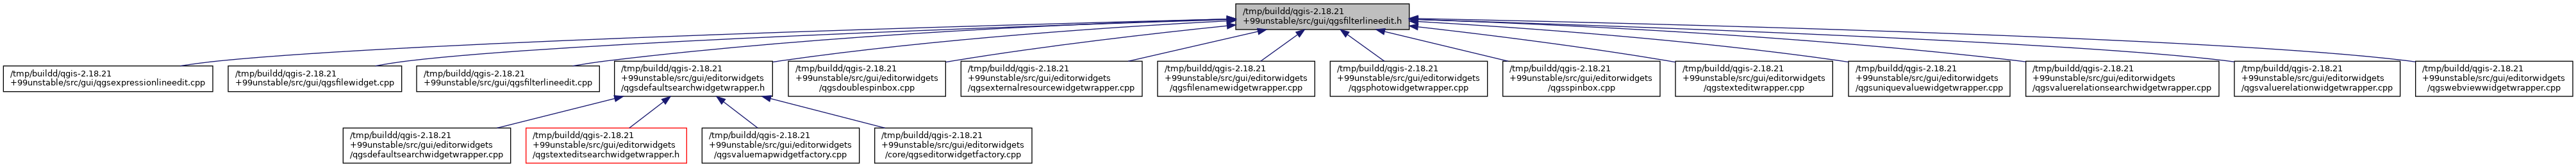 /tmp/buildd/qgis-2.18.21
+99unstable/src/gui/qgsfilterlineedit.h
/tmp/buildd/qgis-2.18.21
+99unstable/src/gui/qgsexpressionlineedit.cpp
/tmp/buildd/qgis-2.18.21
+99unstable/src/gui/qgsfilewidget.cpp
/tmp/buildd/qgis-2.18.21
+99unstable/src/gui/qgsfilterlineedit.cpp
/tmp/buildd/qgis-2.18.21
+99unstable/src/gui/editorwidgets
/qgsdefaultsearchwidgetwrapper.h
/tmp/buildd/qgis-2.18.21
+99unstable/src/gui/editorwidgets
/qgsdoublespinbox.cpp
/tmp/buildd/qgis-2.18.21
+99unstable/src/gui/editorwidgets
/qgsexternalresourcewidgetwrapper.cpp
/tmp/buildd/qgis-2.18.21
+99unstable/src/gui/editorwidgets
/qgsfilenamewidgetwrapper.cpp
/tmp/buildd/qgis-2.18.21
+99unstable/src/gui/editorwidgets
/qgsphotowidgetwrapper.cpp
/tmp/buildd/qgis-2.18.21
+99unstable/src/gui/editorwidgets
/qgsspinbox.cpp
/tmp/buildd/qgis-2.18.21
+99unstable/src/gui/editorwidgets
/qgstexteditwrapper.cpp
/tmp/buildd/qgis-2.18.21
+99unstable/src/gui/editorwidgets
/qgsuniquevaluewidgetwrapper.cpp
/tmp/buildd/qgis-2.18.21
+99unstable/src/gui/editorwidgets
/qgsvaluerelationsearchwidgetwrapper.cpp
/tmp/buildd/qgis-2.18.21
+99unstable/src/gui/editorwidgets
/qgsvaluerelationwidgetwrapper.cpp
/tmp/buildd/qgis-2.18.21
+99unstable/src/gui/editorwidgets
/qgswebviewwidgetwrapper.cpp
/tmp/buildd/qgis-2.18.21
+99unstable/src/gui/editorwidgets
/qgsdefaultsearchwidgetwrapper.cpp
/tmp/buildd/qgis-2.18.21
+99unstable/src/gui/editorwidgets
/qgstexteditsearchwidgetwrapper.h
/tmp/buildd/qgis-2.18.21
+99unstable/src/gui/editorwidgets
/qgsvaluemapwidgetfactory.cpp
/tmp/buildd/qgis-2.18.21
+99unstable/src/gui/editorwidgets
/core/qgseditorwidgetfactory.cpp